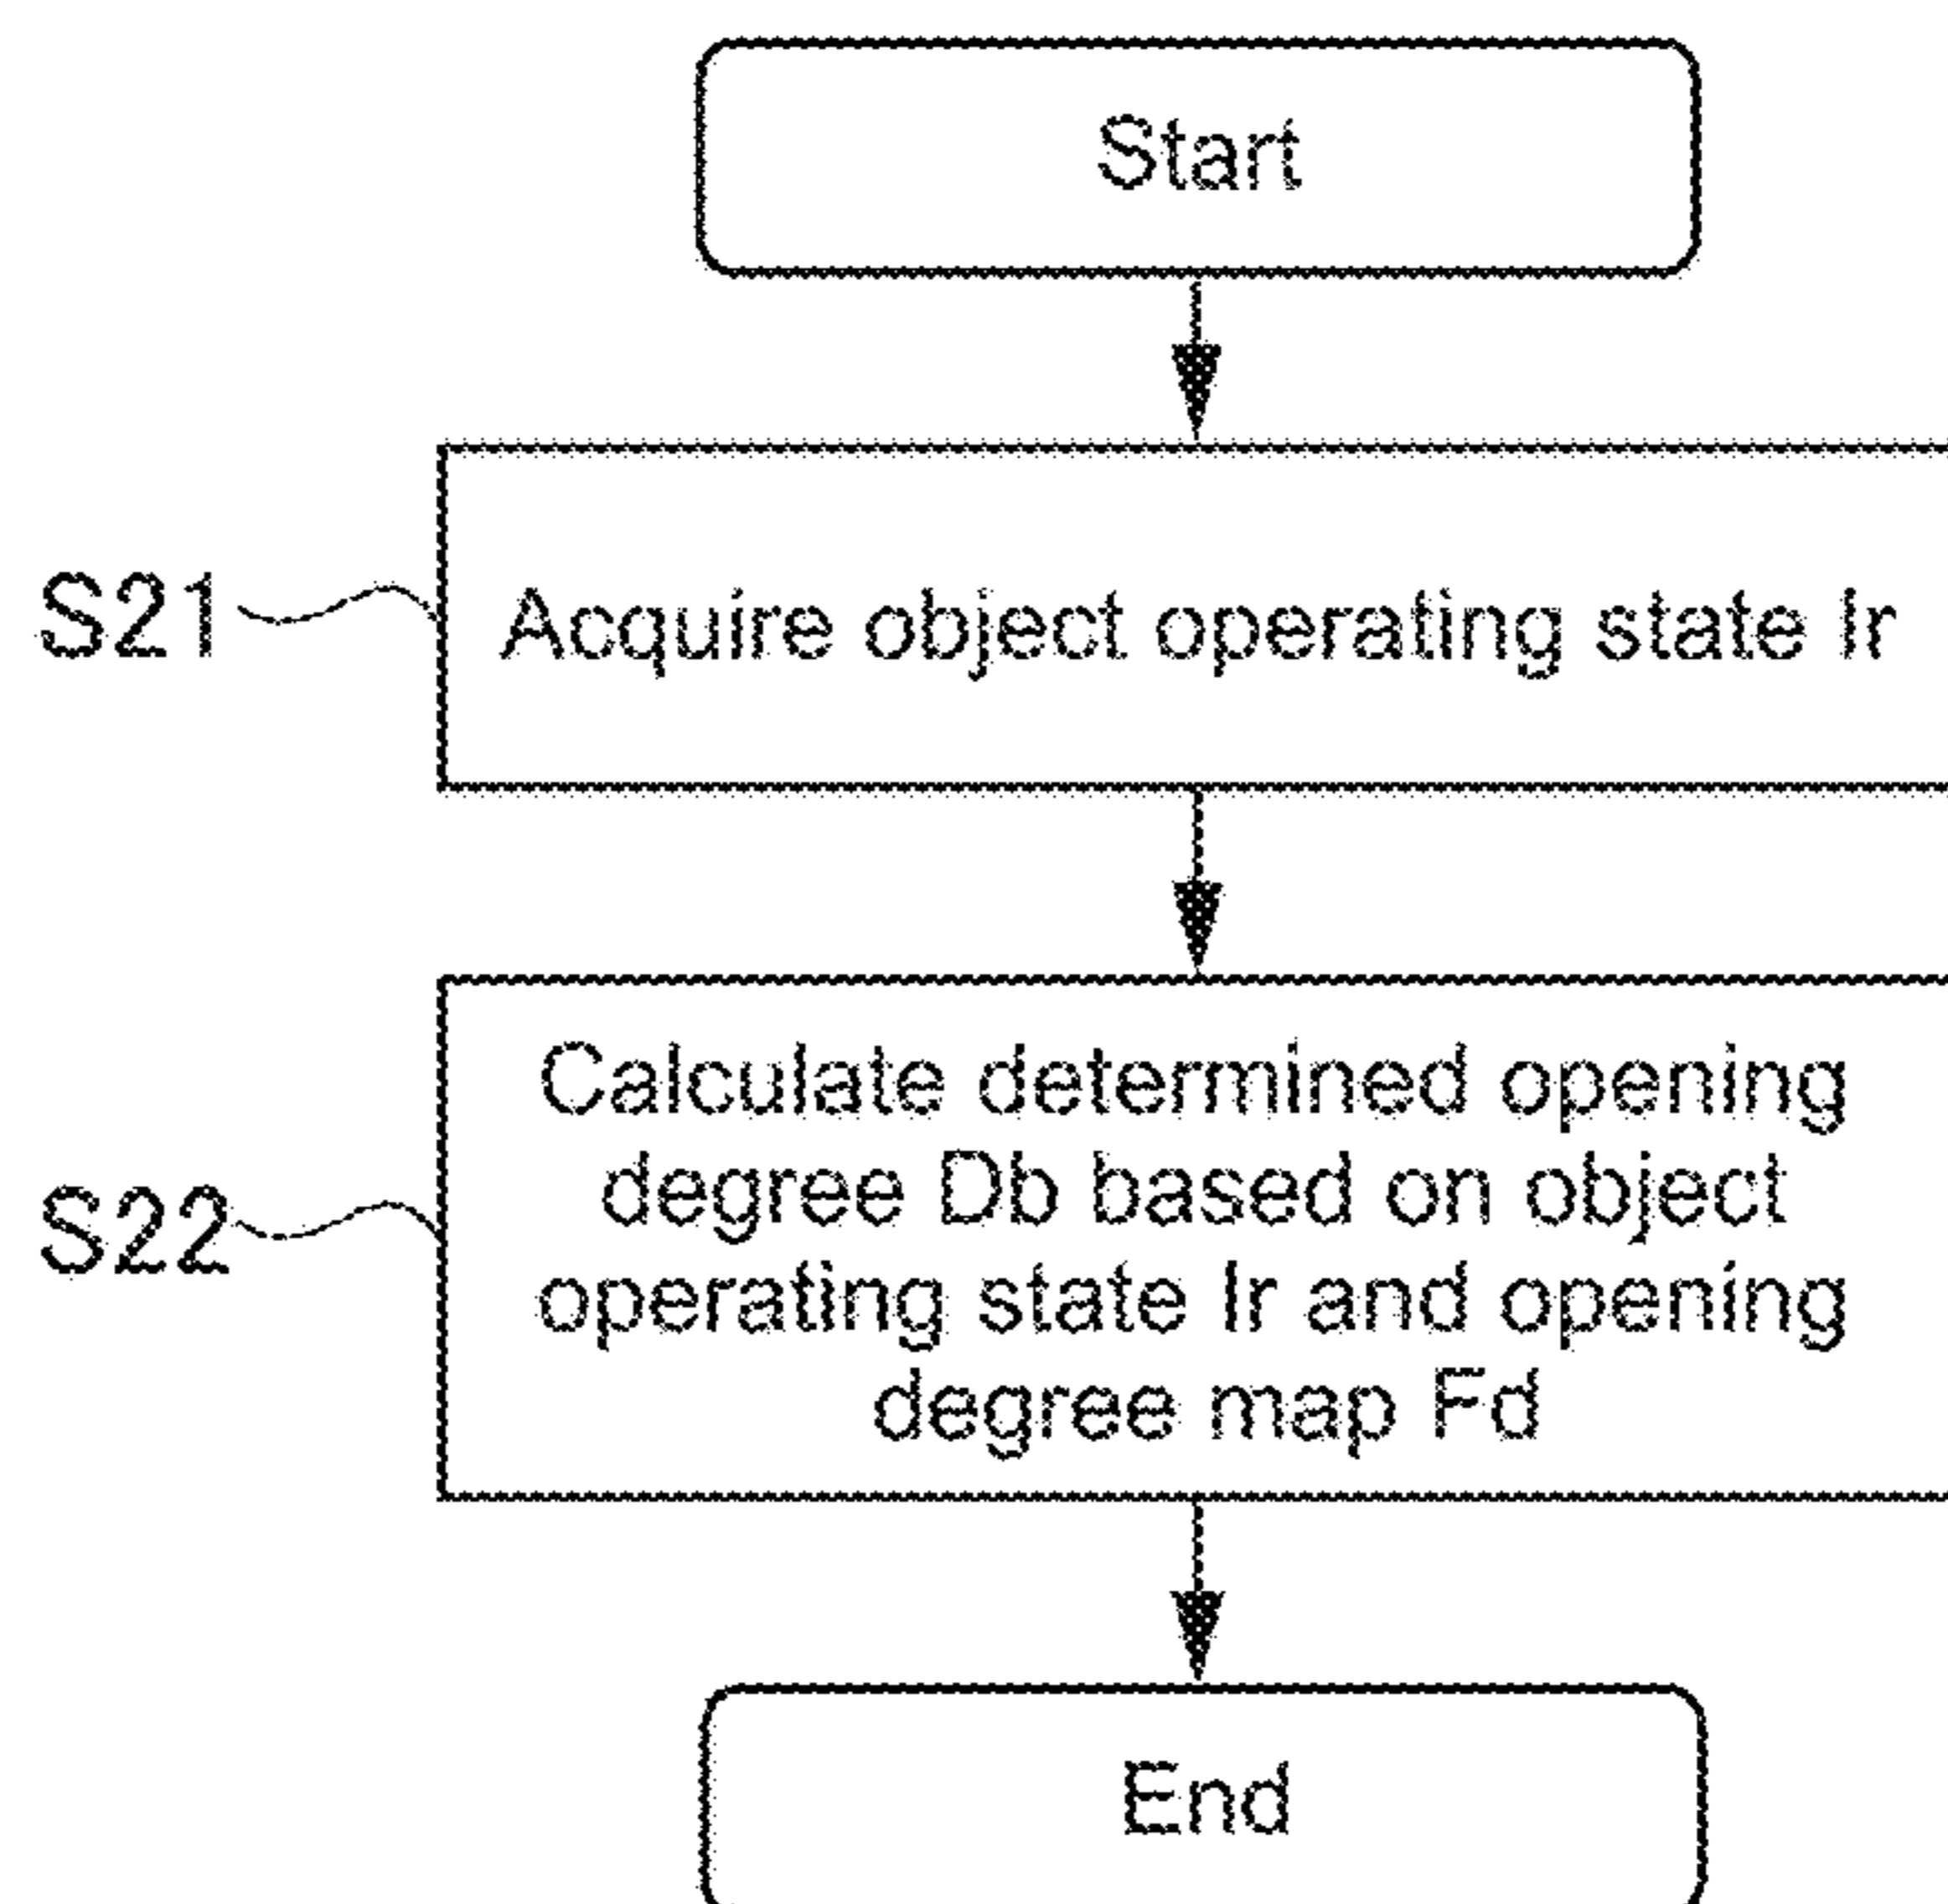 Start
S21
Acquire object operating state Ir
S22
Calculate determined opening
degree Db based on object
operating state Ir and opening
degree map Fd
End